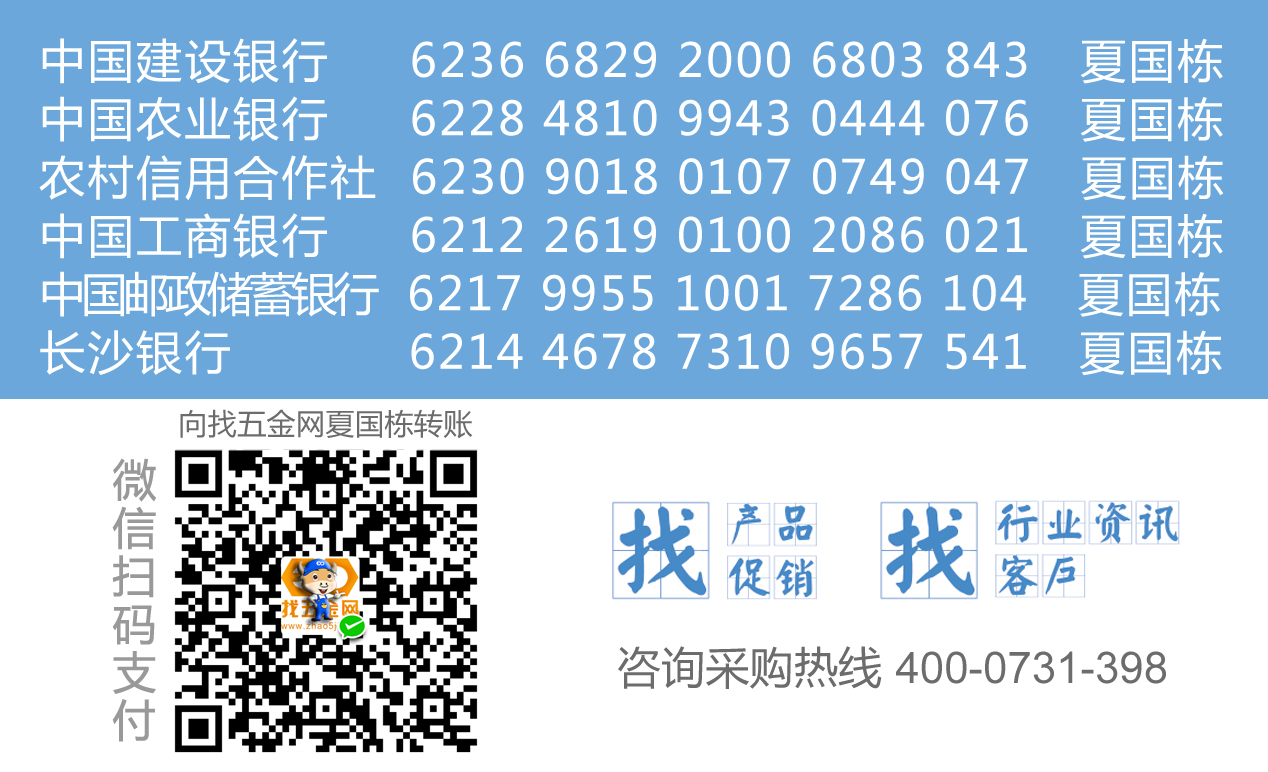 中国建设银行 6236 6829 2000 6803 843 夏国栋
中国农业银行 6228 4810 9943 0444 076 夏国栋
农村信用合作社 6230 9018 0107 0749 047 夏国栋
中国工商银行 6212 2619 0100 2086 021 夏国栋
中国邮政储蓄银行 6217 9955 1001 7286 104 夏国栋
长沙银行 6214 4678 7310 9657 541 夏国栋
向找五金网夏国栋转账
微信扫码支付
找五金网
www.zhao5j
找 产品促销
找 行业资讯客户
咨询采购热线 400-0731-398